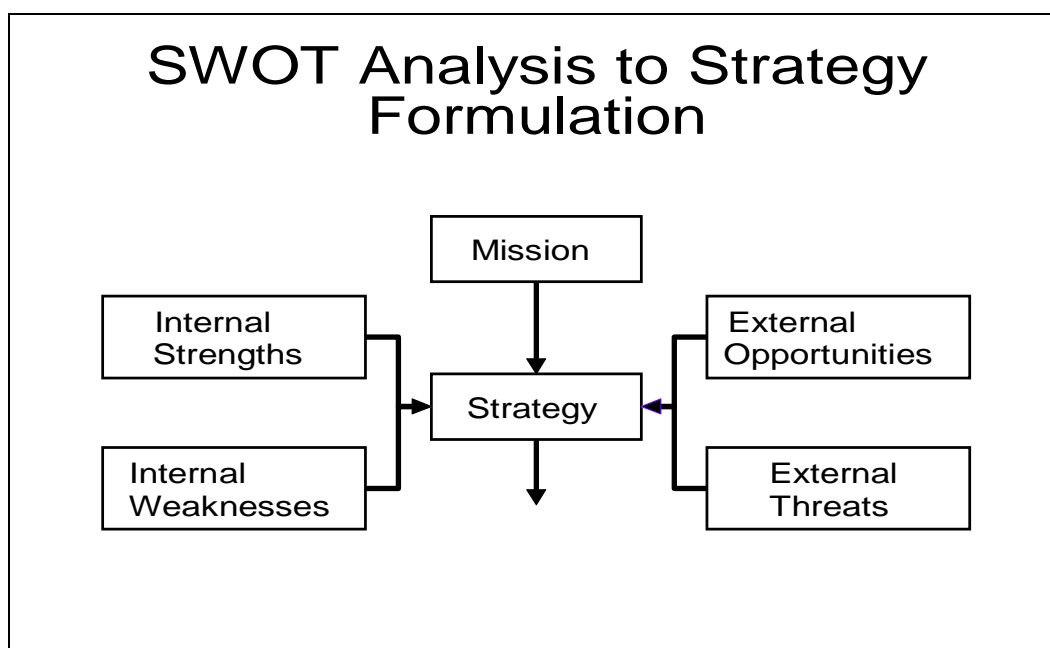 SWOT Analysis to Strategy
Formulation
Mission
Internal
Strengths
External
Opportunities
Strategy
Internal
Weaknesses
External
Threats